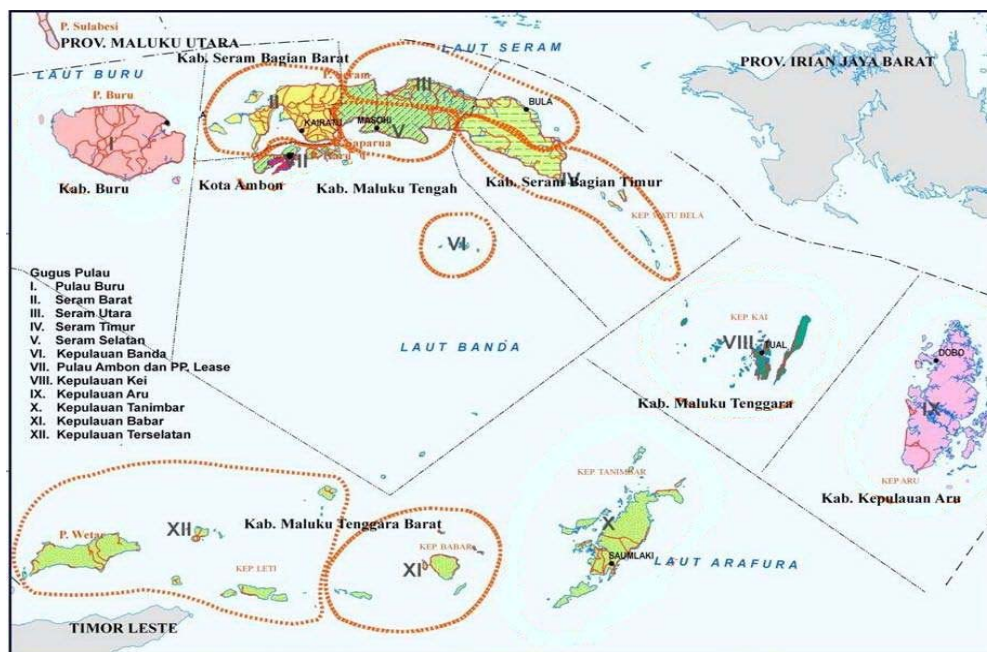 P. Sulabesi
PROV. MALUKU UTARA
LAUT SERAM
Kab. Seram Bagian Barat
PROV. IRIAN JAYA BARAT
LAUT BURU
P. Buru
III
II
BULA
KAIRATU
MASOHI
V
I
Kab. Buru
Kota Ambon
Kab. Maluku Tengah
Kab. Seram Bagian Timur
IV
VI
Gugus Pulau
I. Pulau Buru
II. Seram Barat
III. Seram Utara
IV. Seram Timur
V. Seram Selatan
VI. Kepulauan Banda
VII. Pulau Ambon dan PP. Lease
VIII. Kepulauan Kei
IX. Kepulauan Aru
X. Kepulauan Tanimbar
XI. Kepulauan Babar
XII. Kepulauan Terselatan
LAUT BANDA
KEP. KAI
VIII
TUAL
DOBO
IX
Kab. Maluku Tenggara
KEP. ARU
Kab. Kepulauan Aru
KEP. TANIMBAR
X
SAUMLAKI
LAUT ARAFURA
Kab. Maluku Tenggara Barat
P. Wetar
XII
KEP. LETI
KEP. BABAR
XI
TIMOR LESTE